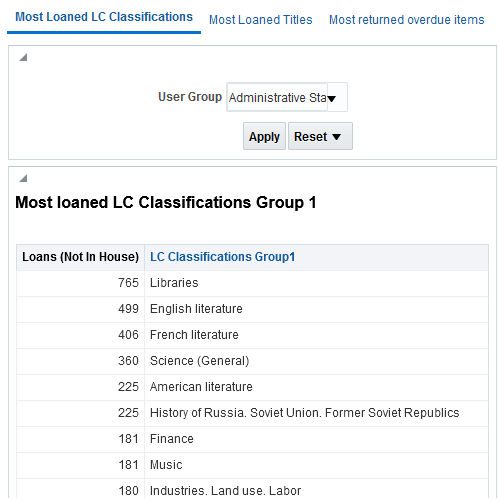 Most Loaned LC Classifications Most Loaned Titles Most returned overdue items
User Group Administrative Sta
Apply Reset
Most loaned LC Classifications Group 1
Loans (Not In House) LC Classifications Group1
765 Libraries
499 English literature
406 French literature
360 Science (General)
225 American literature
225 History of Russia. Soviet Union. Former Soviet Republics
181 Finance
181 Music
180 Industries. Land use. Labor